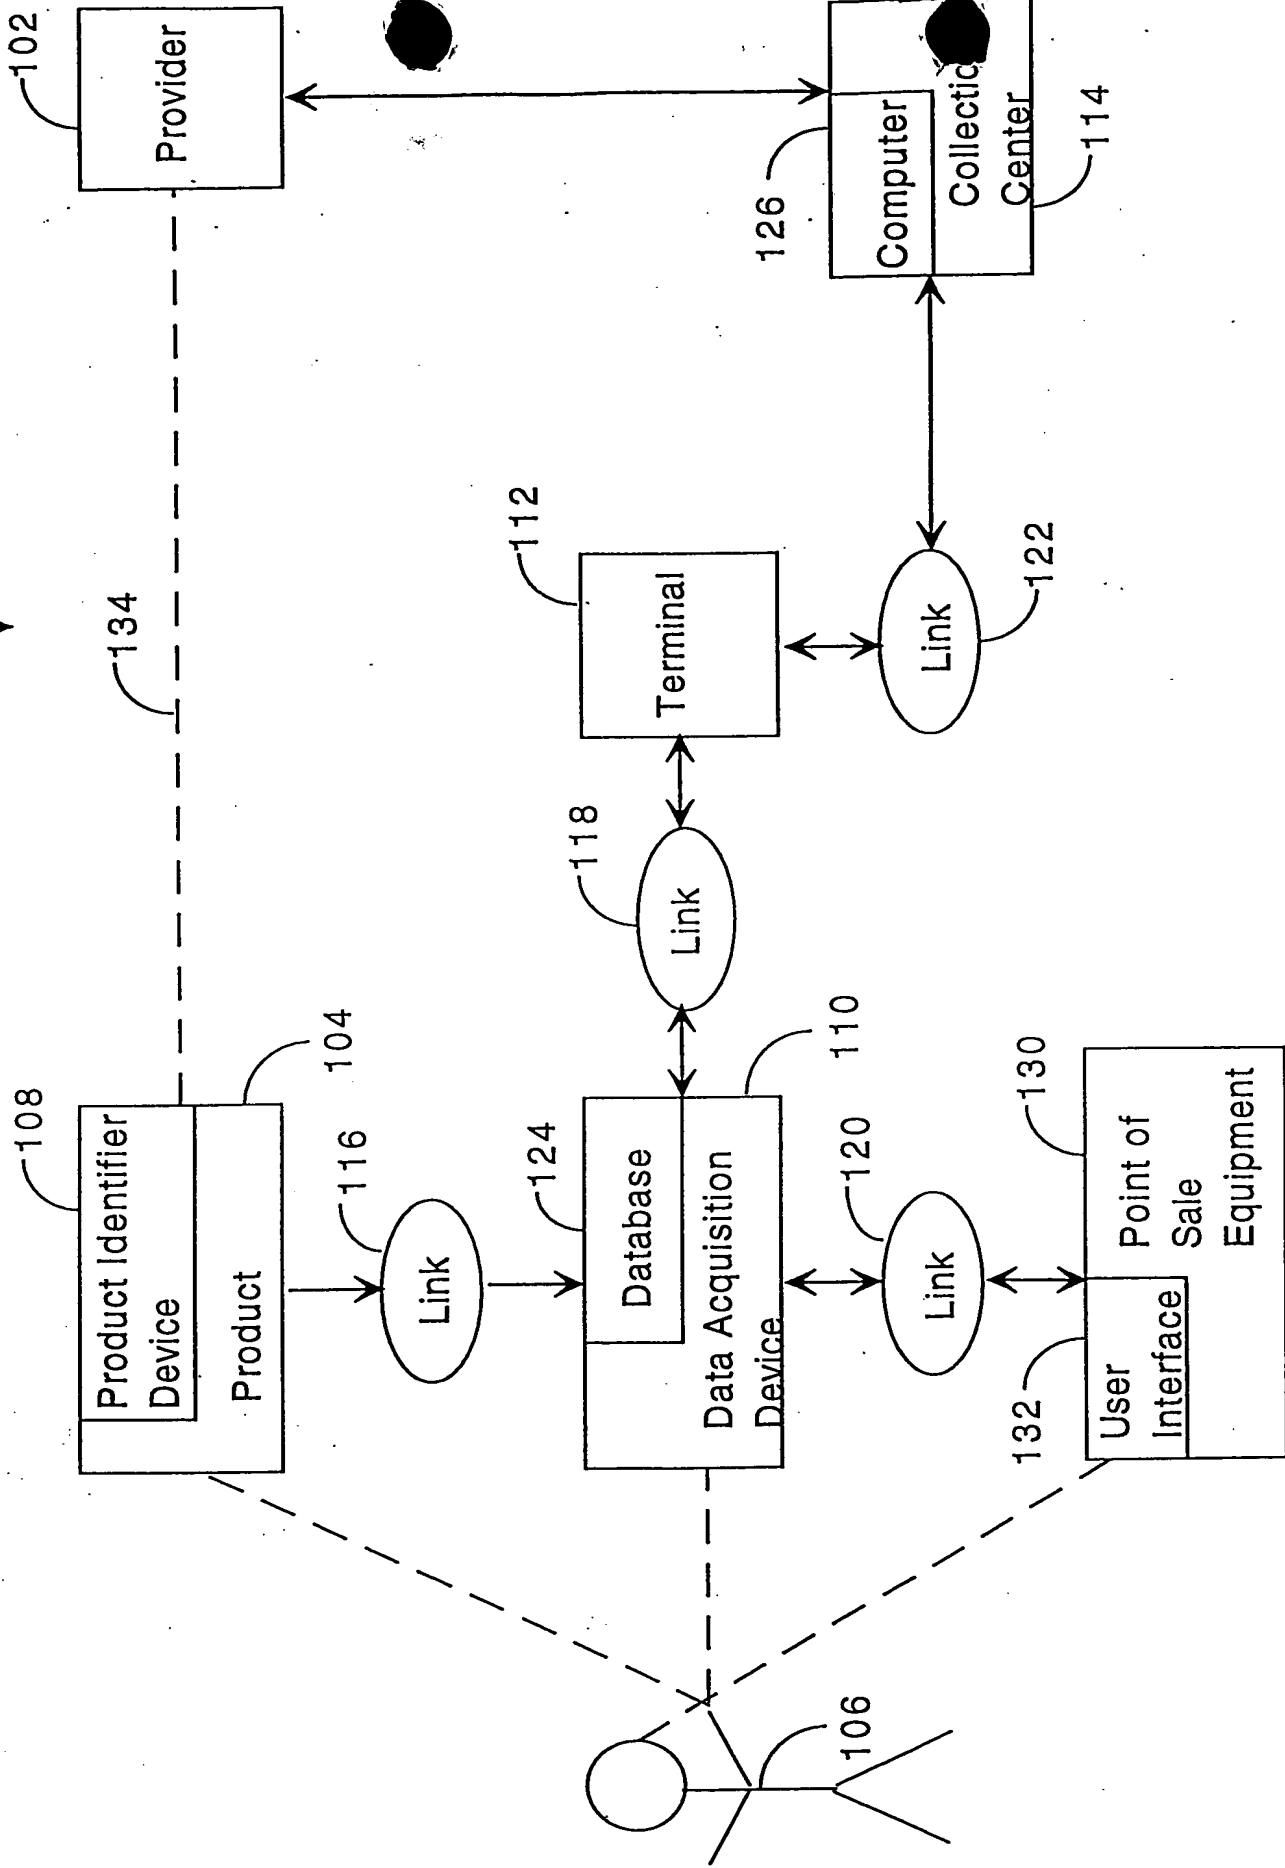 108
Product Identifier
Device
Product
104
134
102
Provider
116
Link
124
Database
Data Acquisition
Device
110
118
Link
112
Terminal
106
120
Link
122
Link
126
Computer
Center
114
132
User
Interface
130
Point of
Sale
Equipment